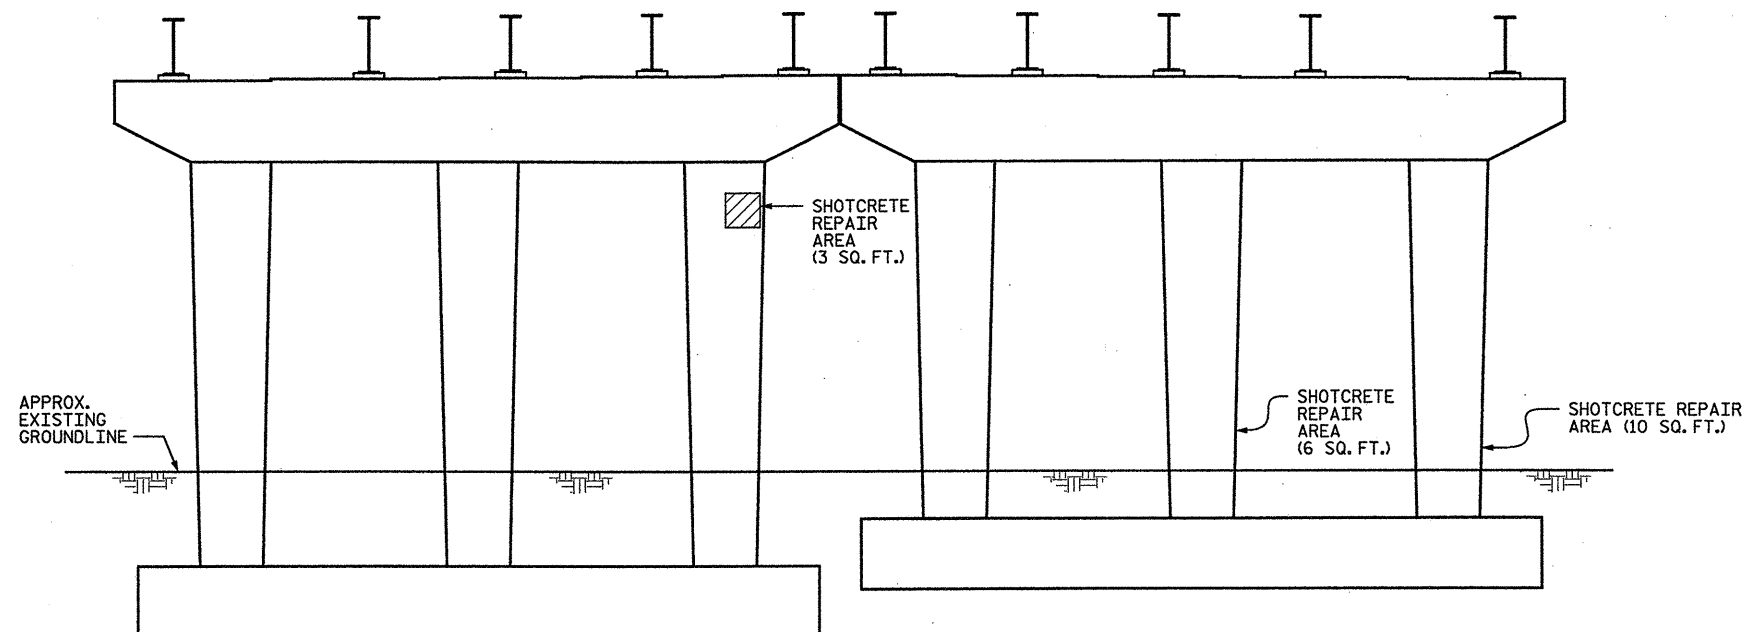 SHOTCRETE
REPAIR
AREA
(3 SQ. FT.)
APPROX.
EXISTING
GROUNDLINE
SHOTCRETE
REPAIR
AREA
(6 SQ. FT.)
SHOTCRETE REPAIR
AREA (10 SQ. FT.)